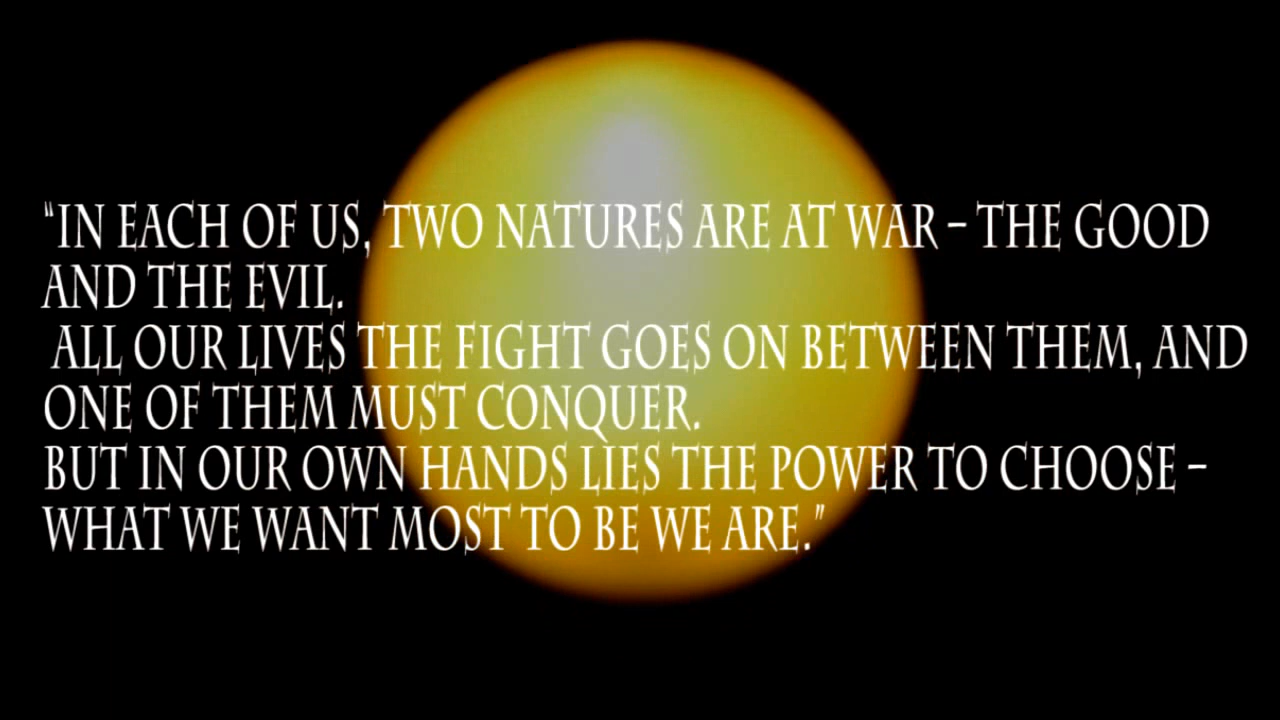 "IN EACH OF US, TWO NATURES ARE AT WAR – THE GOOD
AND THE EVIL.
ALL OUR LIVES THE FIGHT GOES ON BETWEEN THEM, AND
ONE OF THEM MUST CONQUER.
BUT IN OUR OWN HANDS LIES THE POWER TO CHOOSE –
WHAT WE WANT MOST TO BE WE ARE."